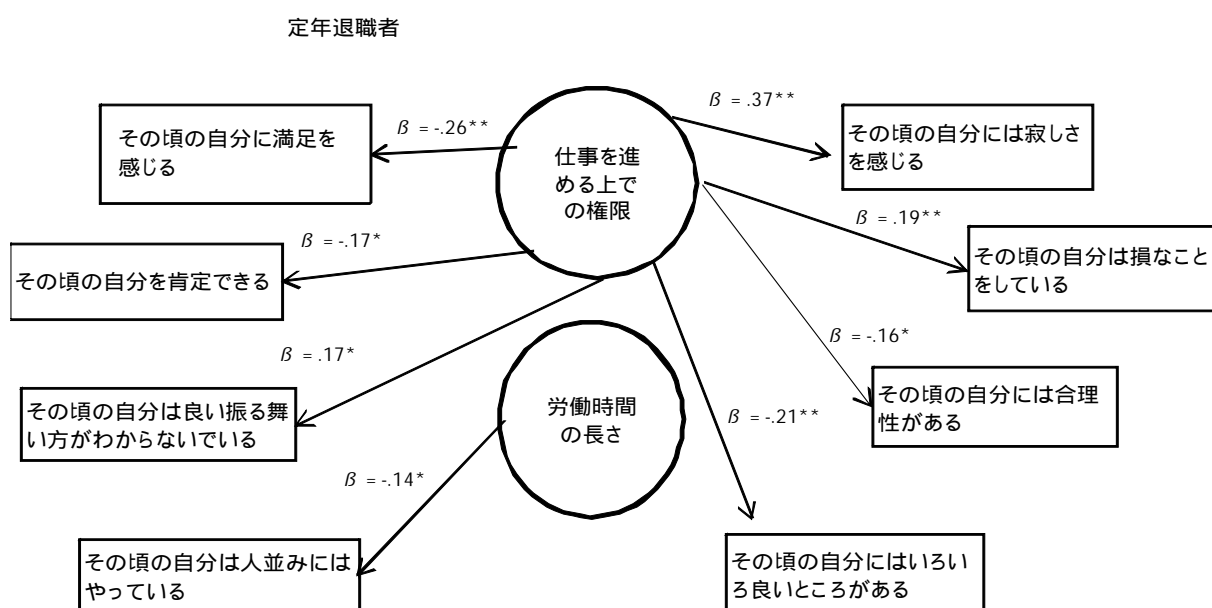 定年退職者
その頃の自分に満足を
感じる
β = -.26**
仕事を進
める上で
の権限
β = .37**
その頃の自分には寂しさ
を感じる
β = .19**
その頃の自分は損なこと
をしている
β = -.17*
その頃の自分を肯定できる
β = .17*
その頃の自分は良い振る舞
い方がわからないでいる
労働時間
の長さ
β = -.16*
その頃の自分には合理
性がある
β = -.21**
β = -.14*
その頃の自分は人並みには
やっている
その頃の自分にはいろい
ろ良いところがある